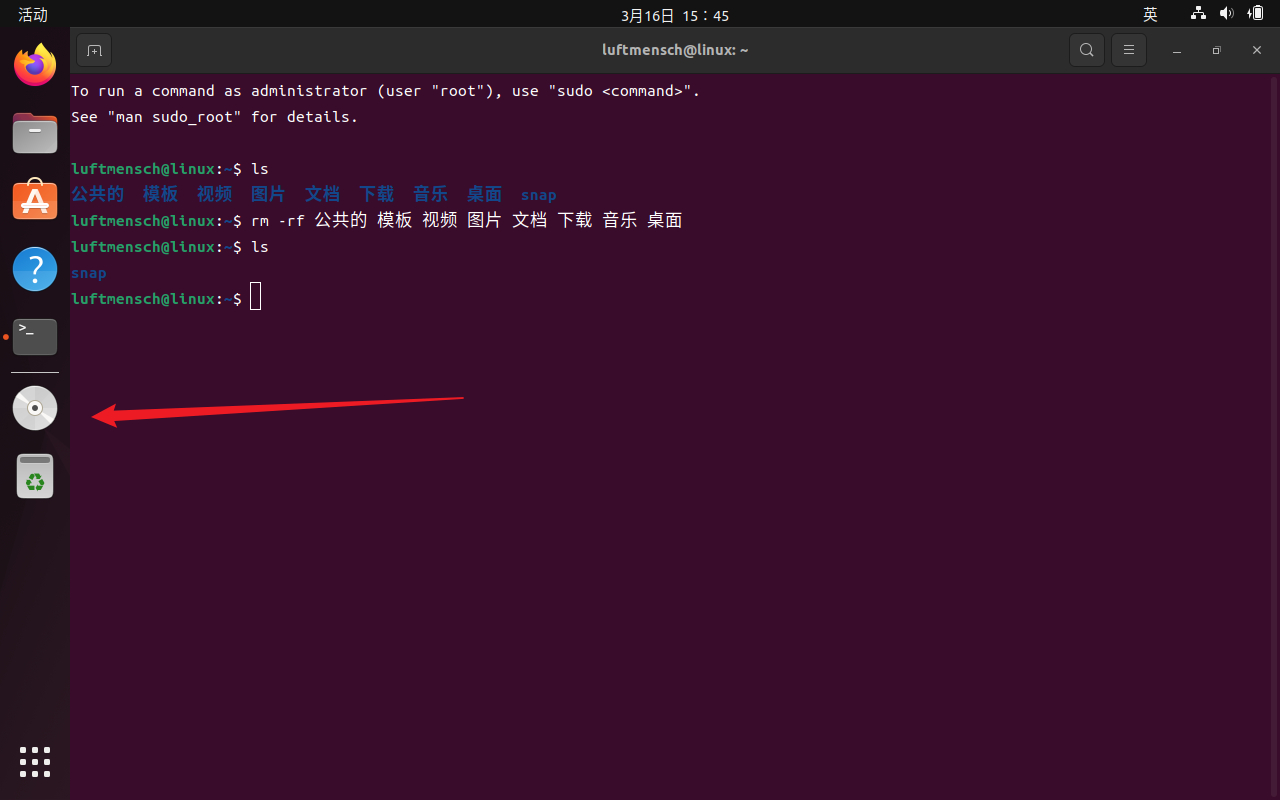 活动
3月16日 15：45
英
luftmensch@linux: ~
To run a command as administrator (user "root"), use "sudo <command>".
See "man sudo_root" for details.
luftmensch@linux:~$ ls
公共的 模板 视频 图片 文档 下载 音乐 桌面 snap
luftmensch@linux:~$ rm -rf 公共的 模板 视频 图片 文档 下载 音乐 桌面
luftmensch@linux:~$ ls
snap
luftmensch@linux:~$